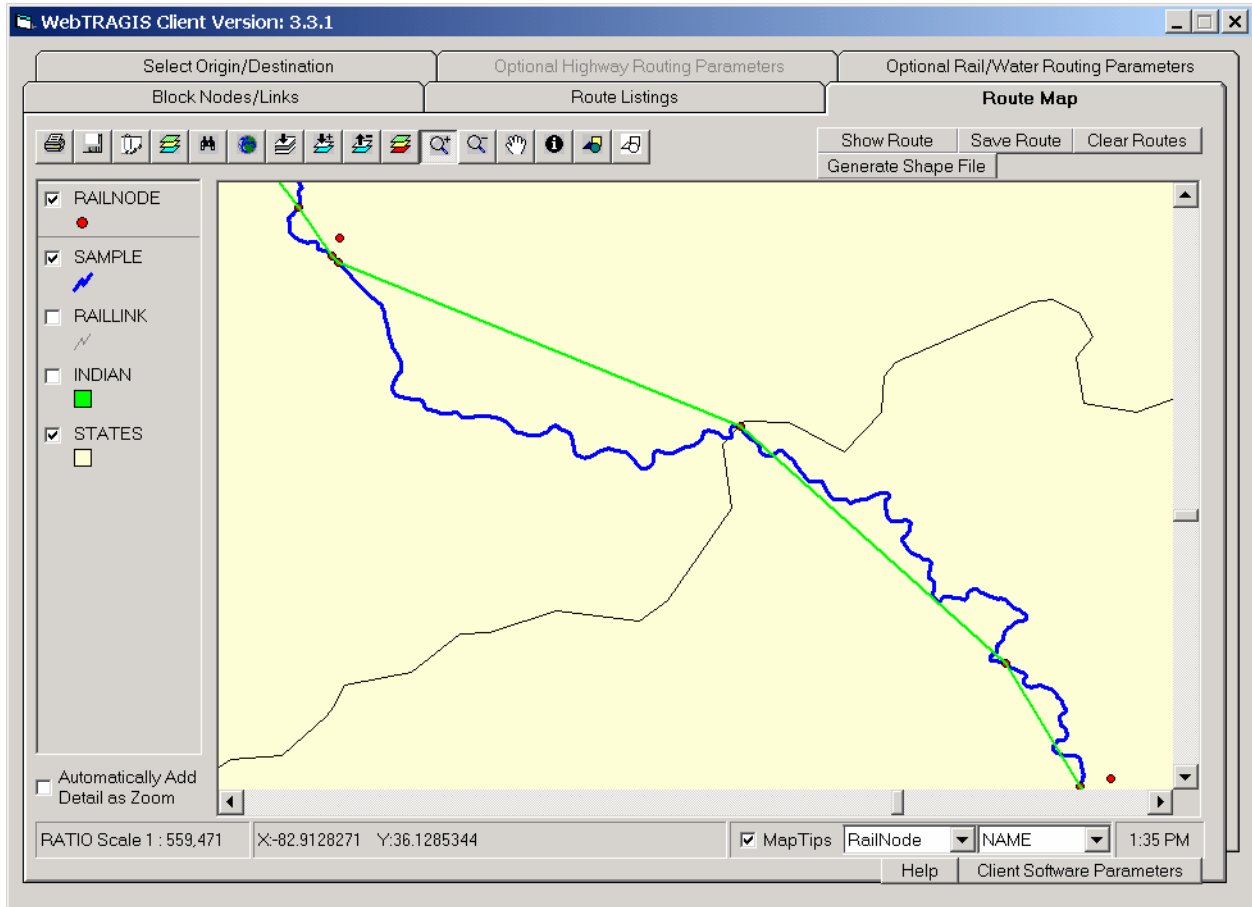 WebTRAGIS Client Version: 3.3.1
Select Origin/Destination
Optional Highway Routing Parameters
Optional Rail/Water Routing Parameters
Block Nodes/Links
Route Listings
Route Map
Show Route
Save Route
Clear Routes
Generate Shape File
RAILNODE
SAMPLE
RAILLINK
INDIAN
STATES
Automatically Add
Detail as Zoom
RATIO Scale 1 : 559,471
X:-82.9128271 Y:36.1285344
MapTips
RailNode
NAME
1:35 PM
Help
Client Software Parameters